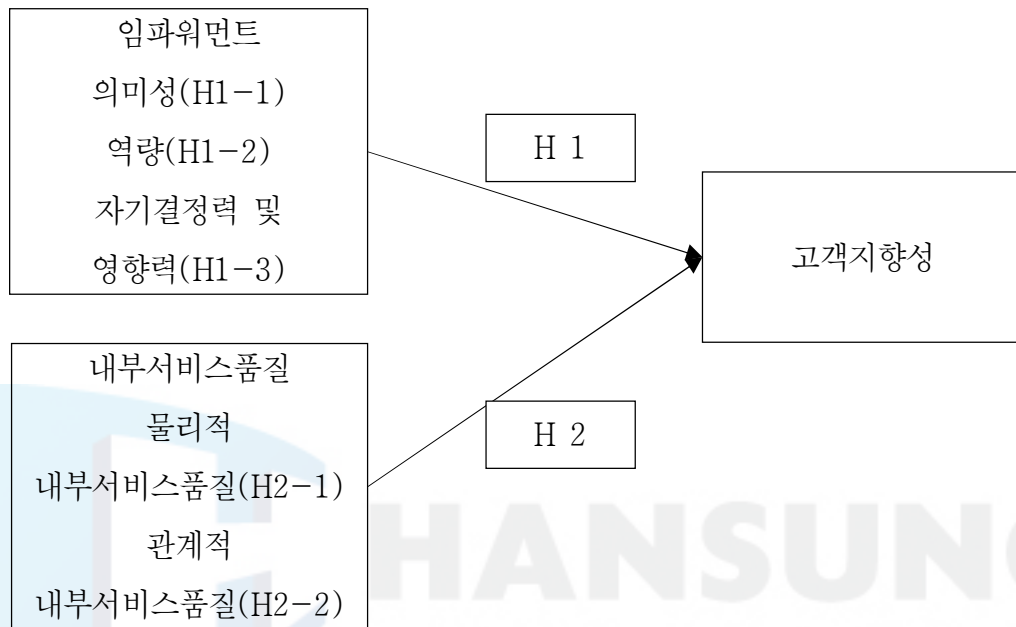 임파워먼트
의미성(H1-1)
역량(H1-2)
자기결정력 및
영향력(H1-3)
H 1
고객지향성
내부서비스품질
물리적
내부서비스품질(H2-1)
관계적
내부서비스품질(H2-2)
H 2
HANSUNG